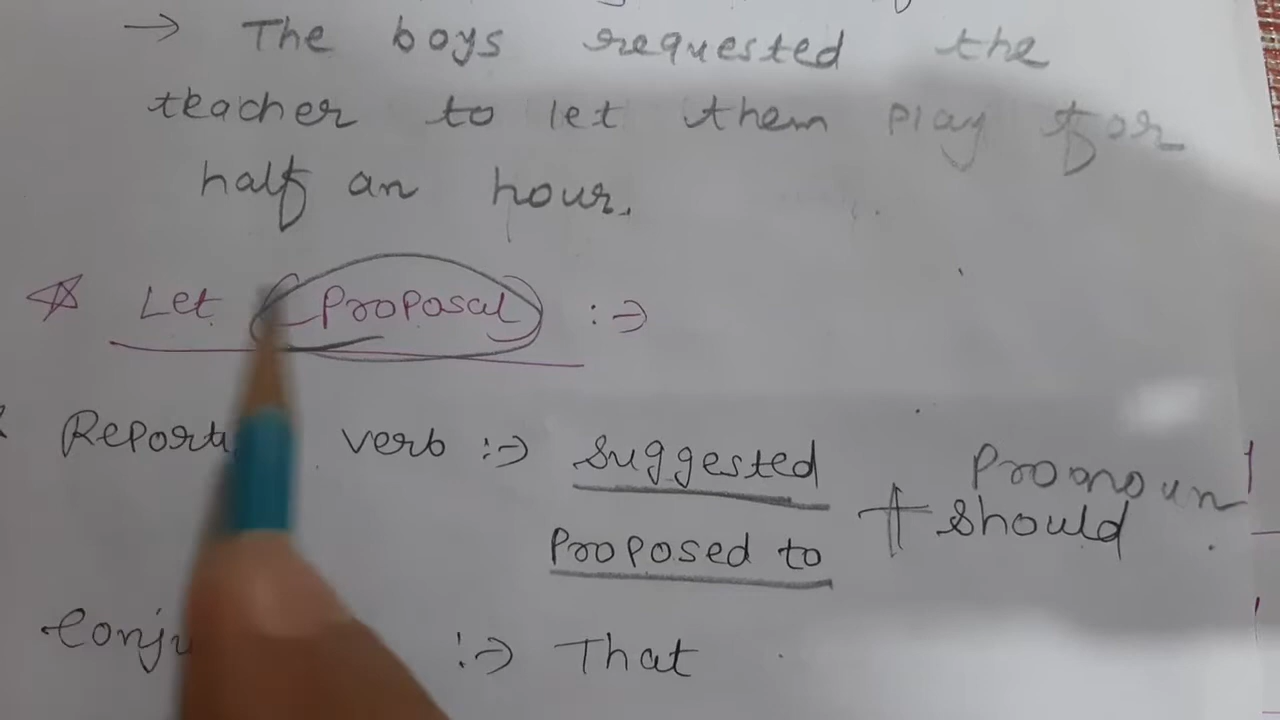 → The boys requested the
teacher to let them play for
half an hour.
☆ Let (Proposal) :→
verb :→ suggested
Proposed to
+ Pronoun
should
:→ That